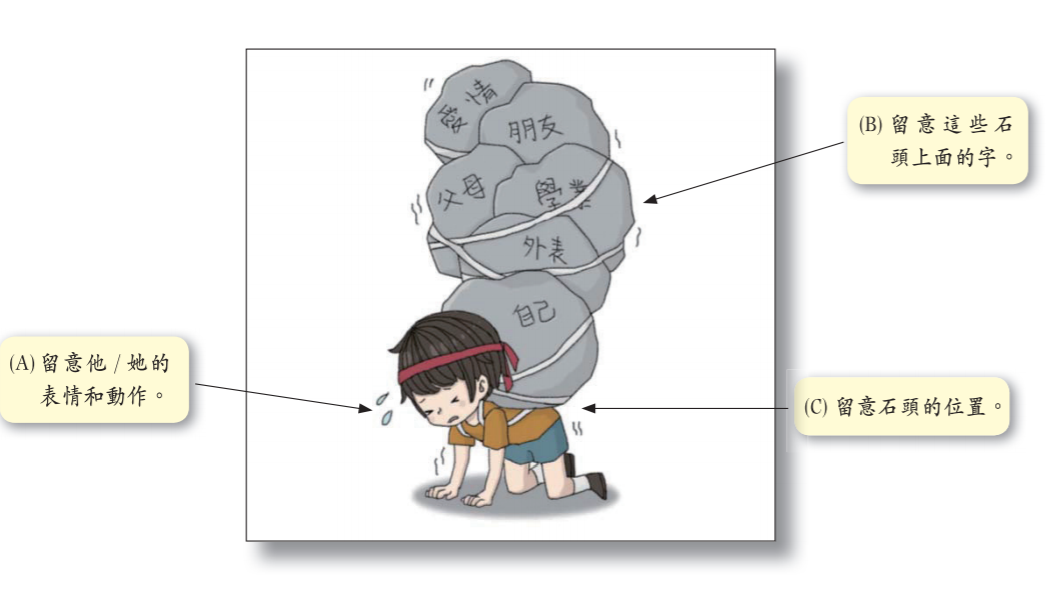 愛情
朋友
父母
學業
外表
自己
(A) 留意他／她的
表情和動作。
(B) 留意這些石
頭上面的字。
(C) 留意石頭的位置。